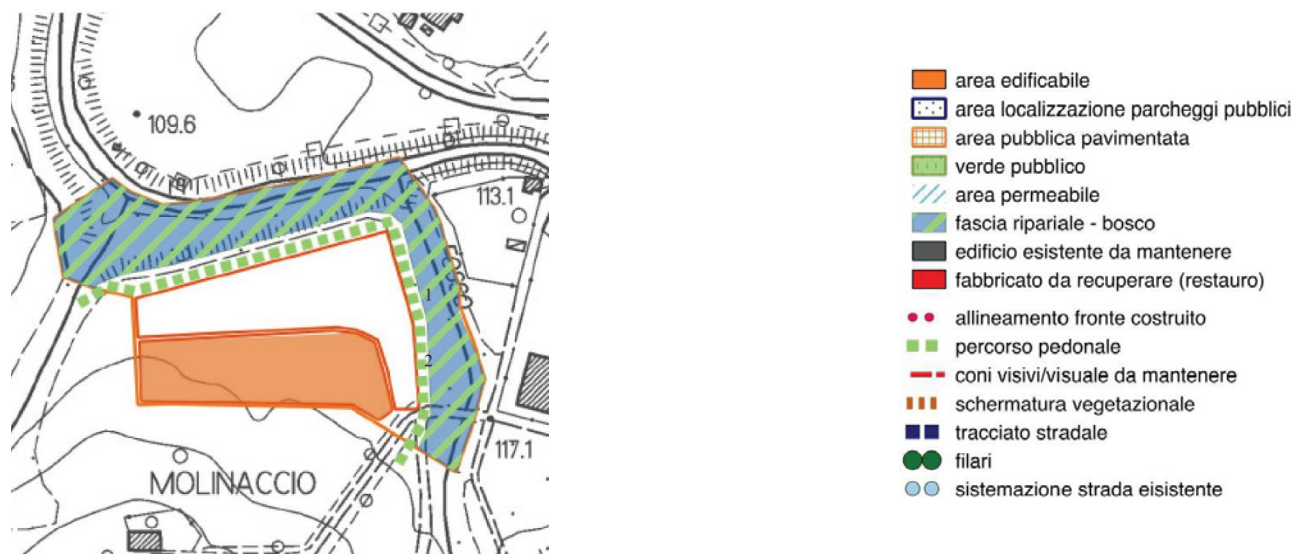 109.6
113.1
1
2
117.1
MOLINACCIO
area edificabile
area localizzazione parcheggi pubblici
area pubblica pavimentata
verde pubblico
area permeabile
fascia ripariale - bosco
edificio esistente da mantenere
fabbricato da recuperare (restauro)
allineamento fronte costruito
percorso pedonale
coni visivi/visuale da mantenere
schermatura vegetazionale
tracciato stradale
filari
sistemazione strada eisistente